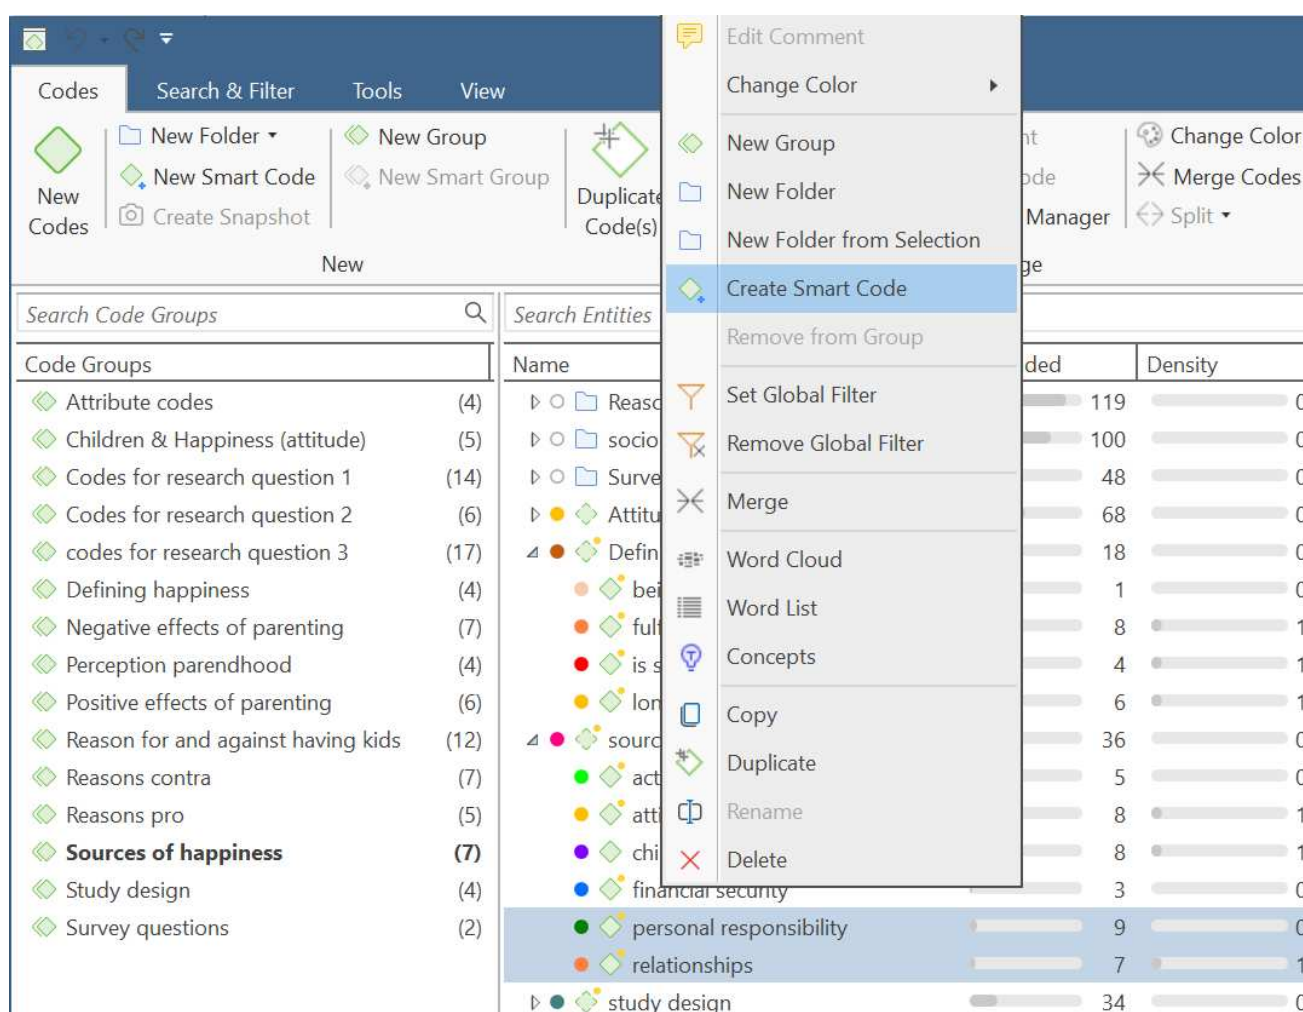 Codes Search & Filter Tools View
New Codes
New Folder
New Smart Code
Create Snapshot
New Group
New Smart Group
Duplicate Code(s)
New
Manager
Change Color
Merge Codes
Split
Edit Comment
Change Color
New Group
New Folder
New Folder from Selection
Create Smart Code
Remove from Group
Set Global Filter
Remove Global Filter
Merge
Word Cloud
Word List
Concepts
Copy
Duplicate
Rename
Delete
Search Code Groups
Code Groups
Attribute codes (4)
Children & Happiness (attitude) (5)
Codes for research question 1 (14)
Codes for research question 2 (6)
codes for research question 3 (17)
Defining happiness (4)
Negative effects of parenting (7)
Perception parendhood (4)
Positive effects of parenting (6)
Reason for and against having kids (12)
Reasons contra (7)
Reasons pro (5)
Sources of happiness (7)
Study design (4)
Survey questions (2)
Search Entities
Name Density
119
100
48
68
18
1
8
4
6
36
5
8
8
financial security 3
personal responsibility 9
relationships 7
study design 34